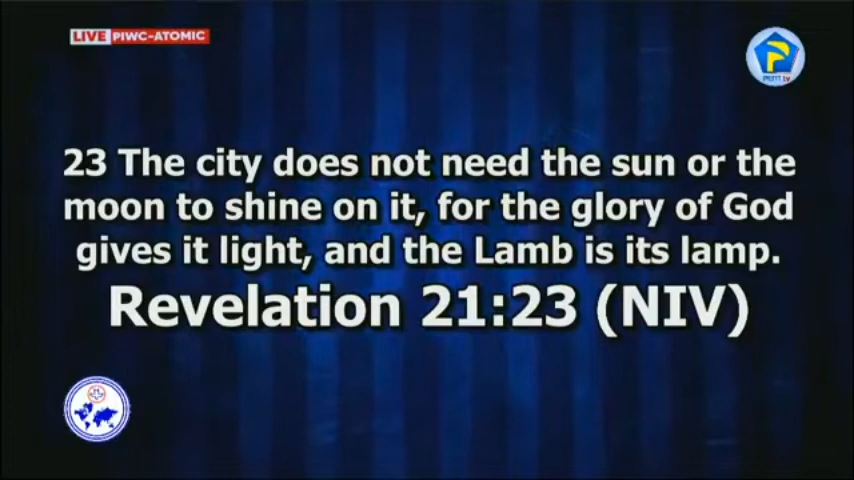 LIVE PIWC-ATOMIC
23 The city does not need the sun or the
moon to shine on it, for the glory of God
gives it light, and the Lamb is its lamp.
Revelation 21:23 (NIV)